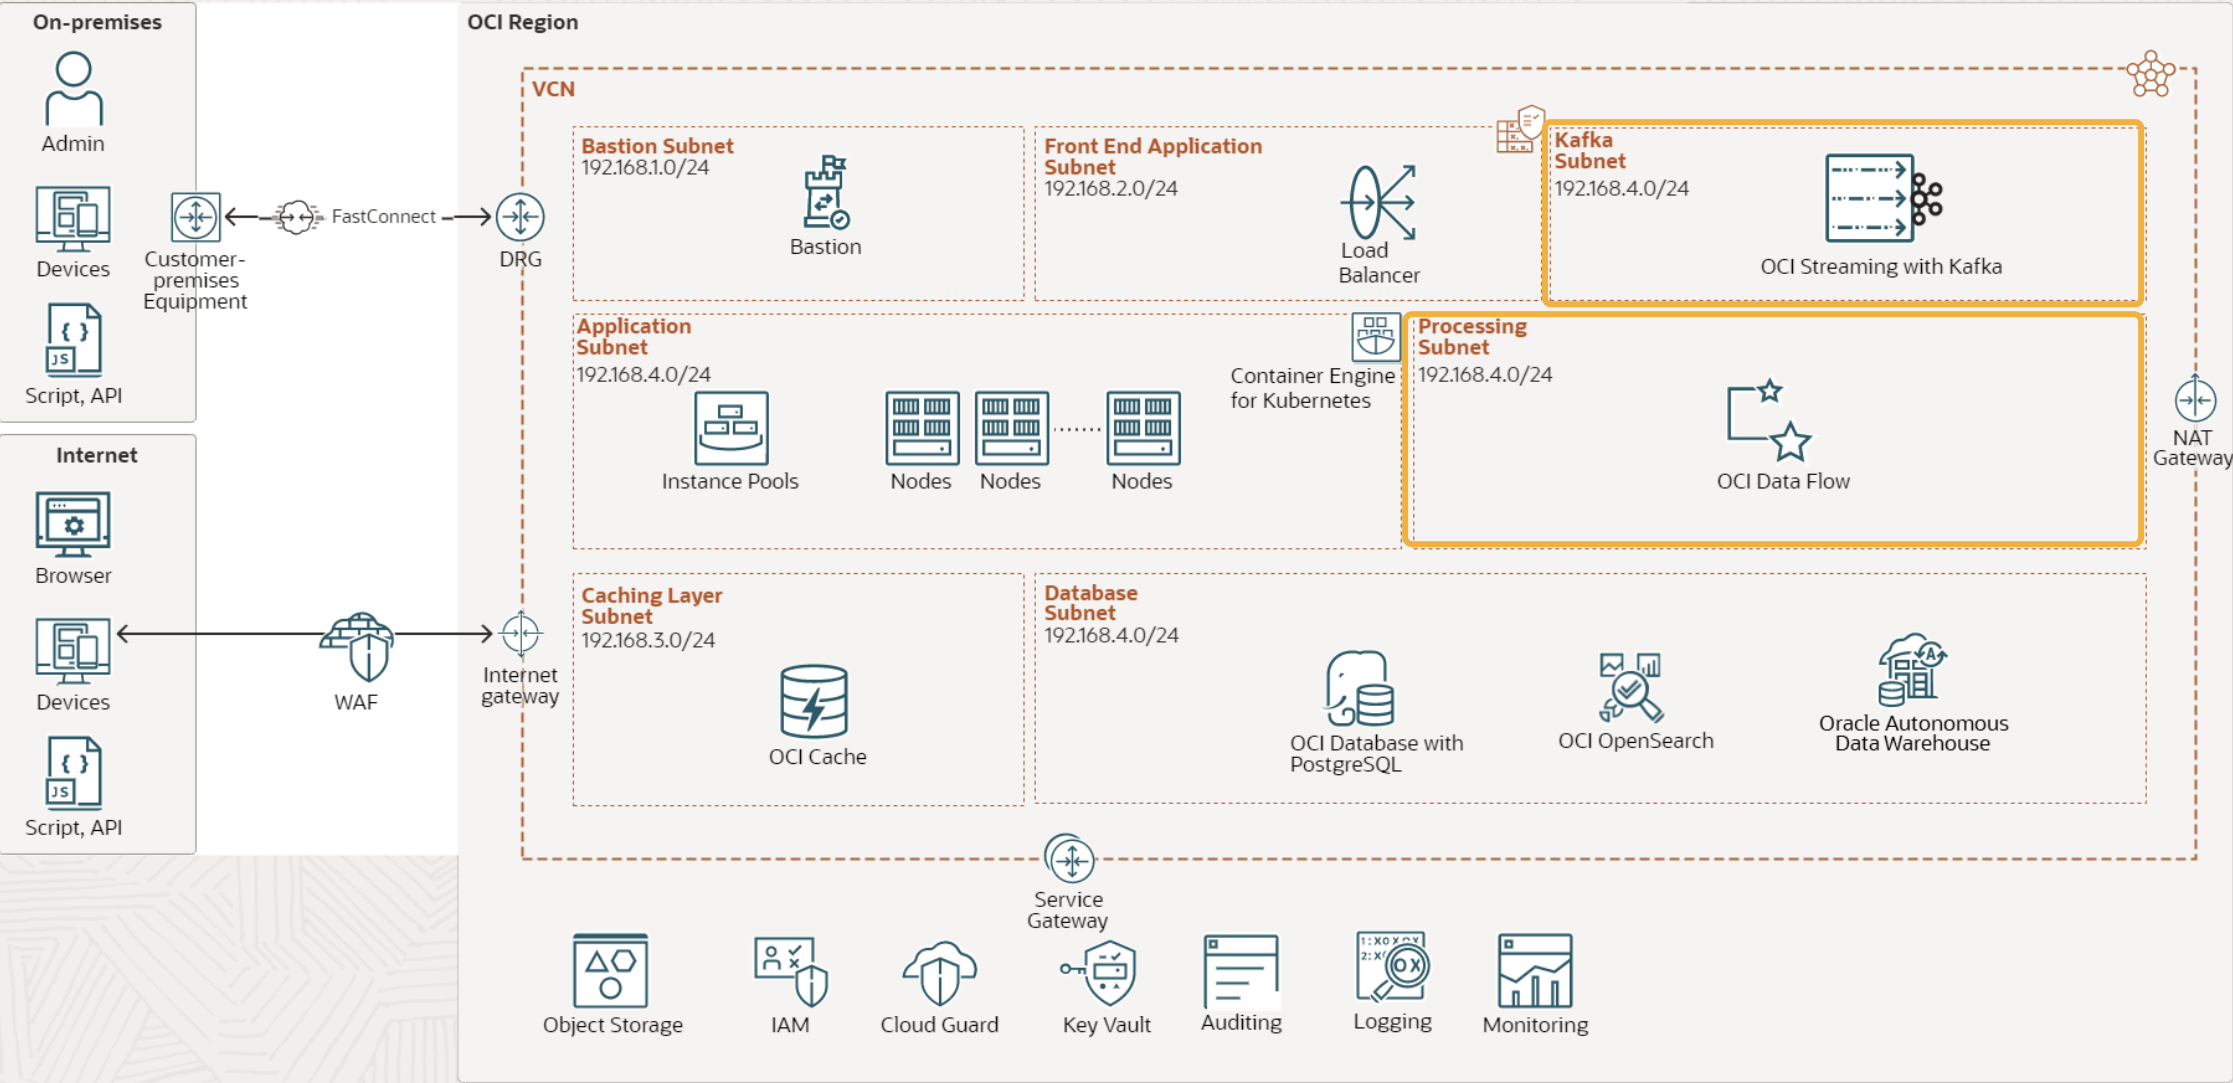 On-premises
Admin
Devices
Script, API
Customer-
premises
Equipment
FastConnect
DRG
Internet
Browser
Devices
Script, API
WAF
Internet
gateway
OCI Region
VCN
Bastion Subnet
192.168.1.0/24
Bastion
Front End Application
Subnet
192.168.2.0/24
Load
Balancer
Kafka
Subnet
192.168.4.0/24
OCI Streaming with Kafka
Application
Subnet
192.168.4.0/24
Instance Pools
Nodes
Nodes
Nodes
Container Engine
for Kubernetes
Processing
Subnet
192.168.4.0/24
OCI Data Flow
NAT
Gateway
Caching Layer
Subnet
192.168.3.0/24
OCI Cache
Database
Subnet
192.168.4.0/24
OCI Database with
PostgreSQL
OCI OpenSearch
Oracle Autonomous
Data Warehouse
Service
Gateway
Object Storage
IAM
Cloud Guard
Key Vault
Auditing
Logging
Monitoring